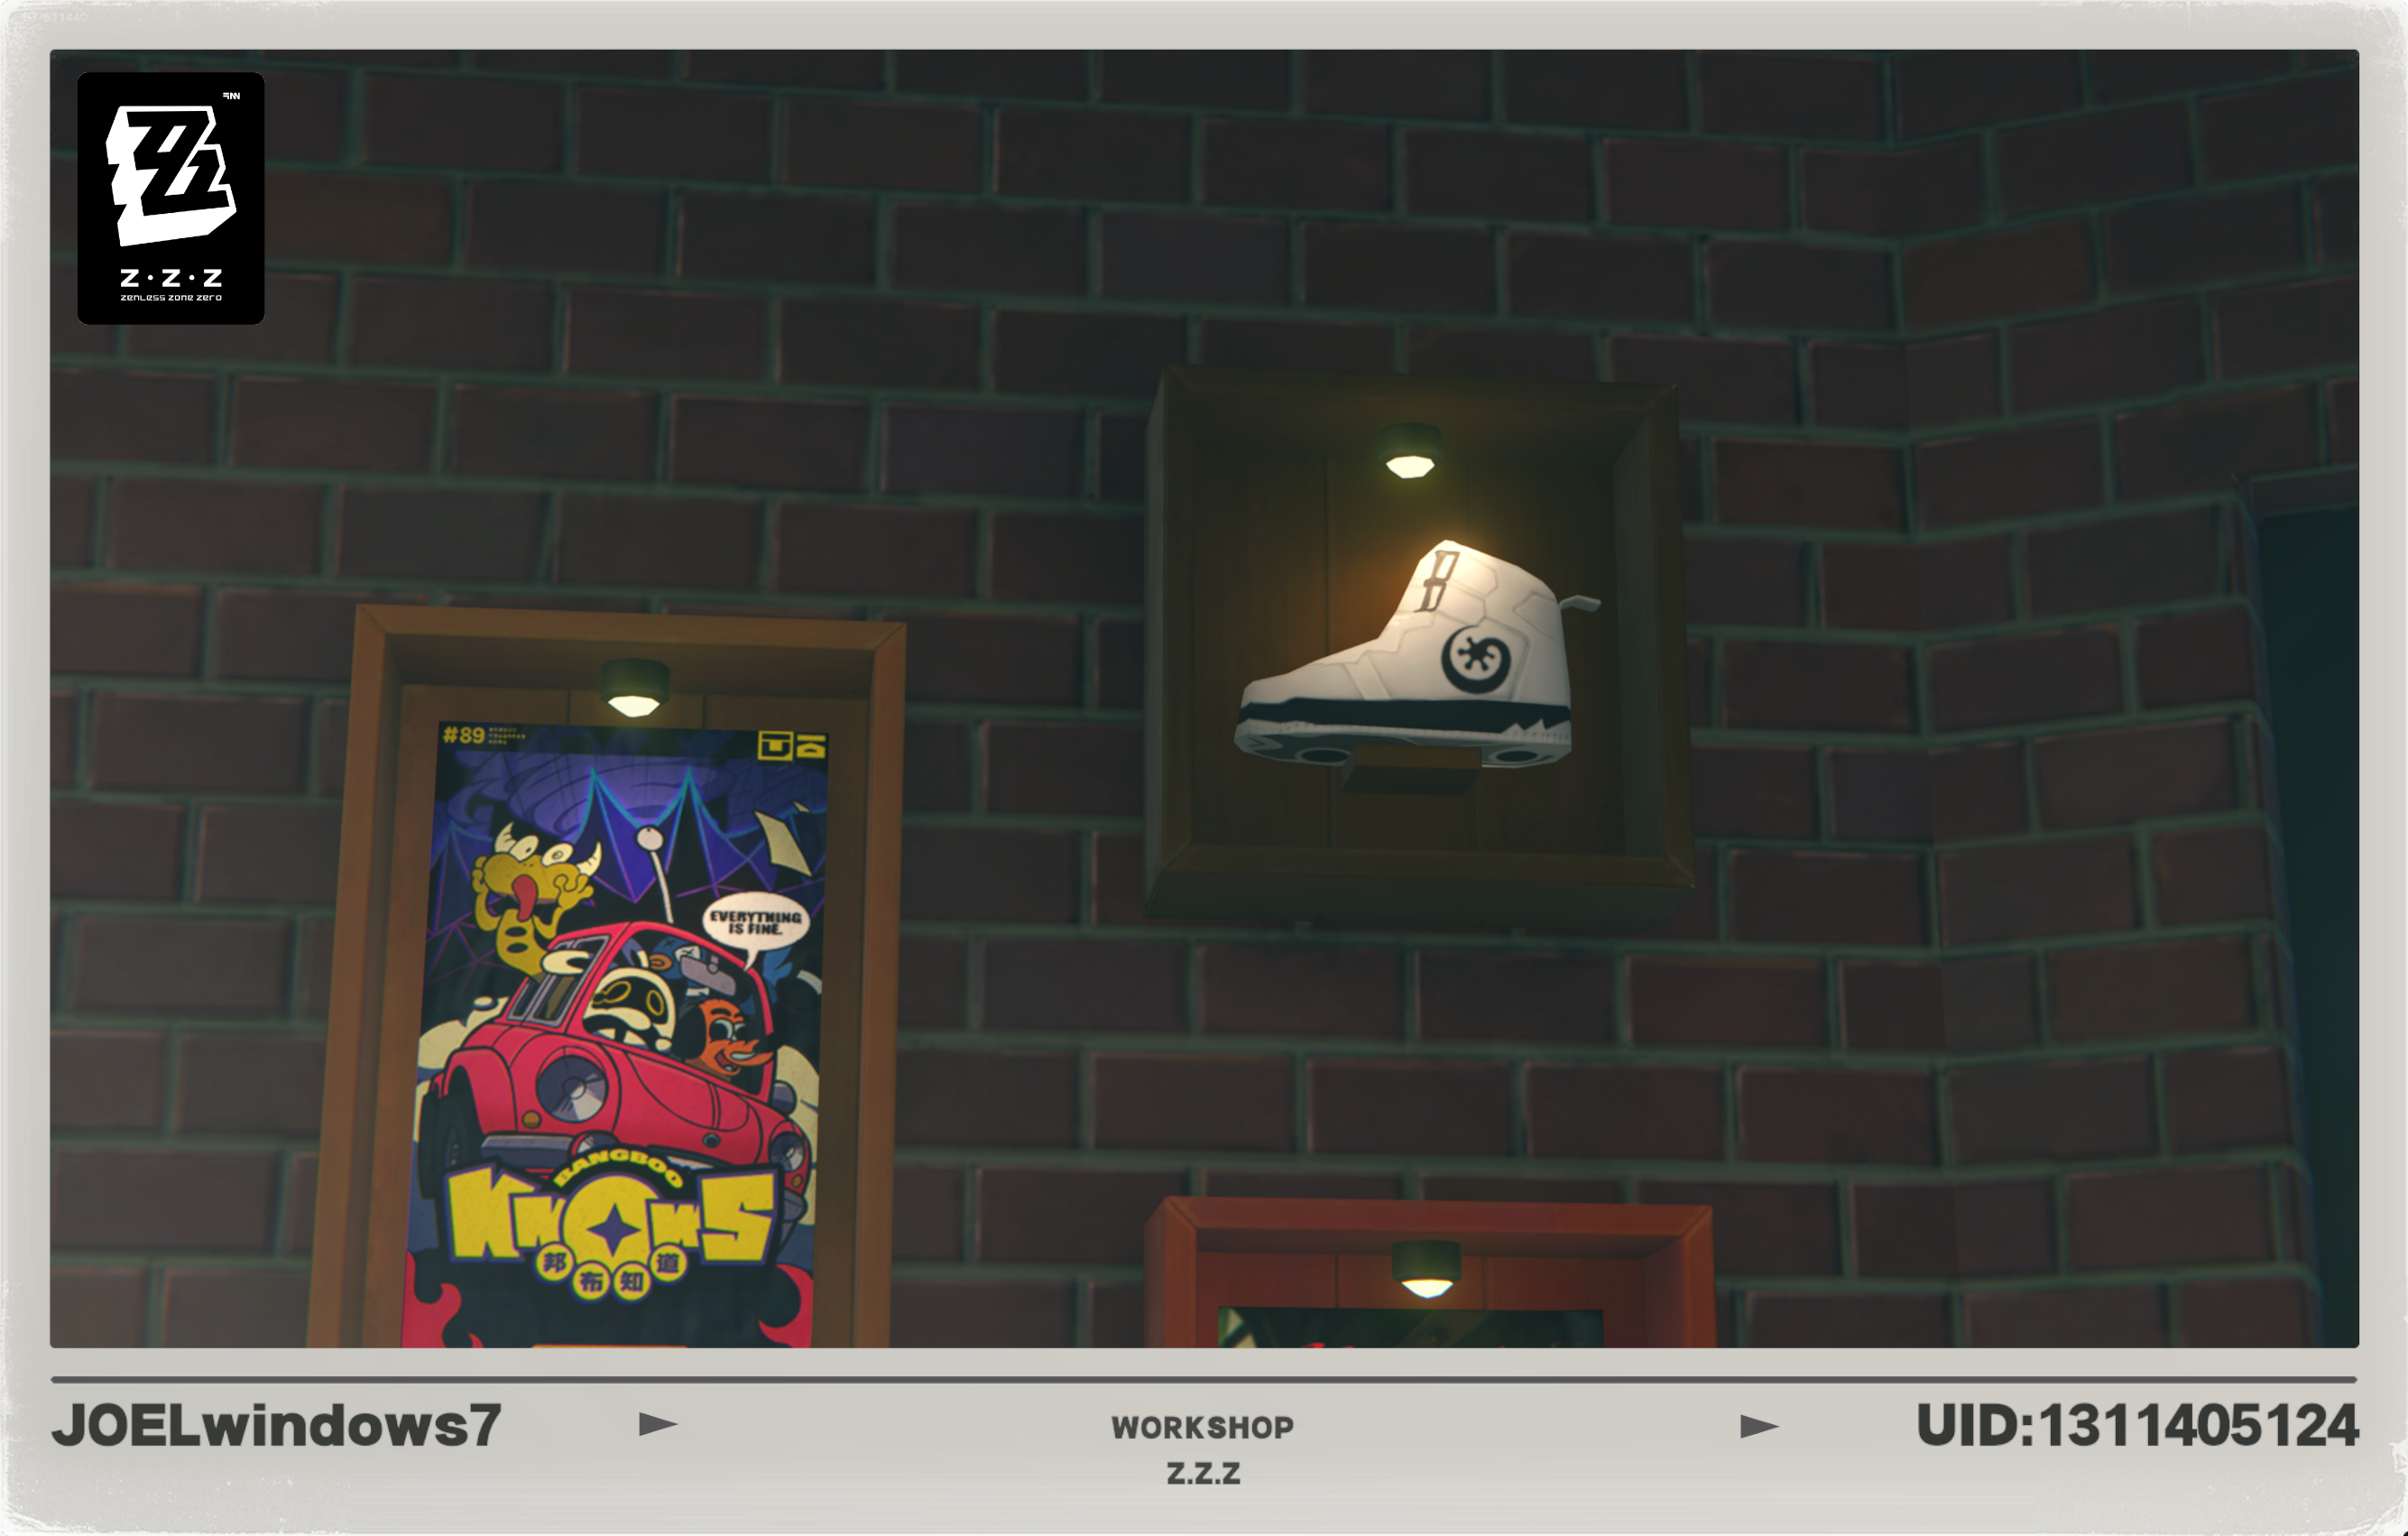 Z·Z·Z
ZENLESS ZONE ZERO
#89
EVERYTHING
IS FINE.
BANGBOO
KNOWS
邦布知道
JOELwindows7
WORKSHOP
UID:1311405124
Z.Z.Z